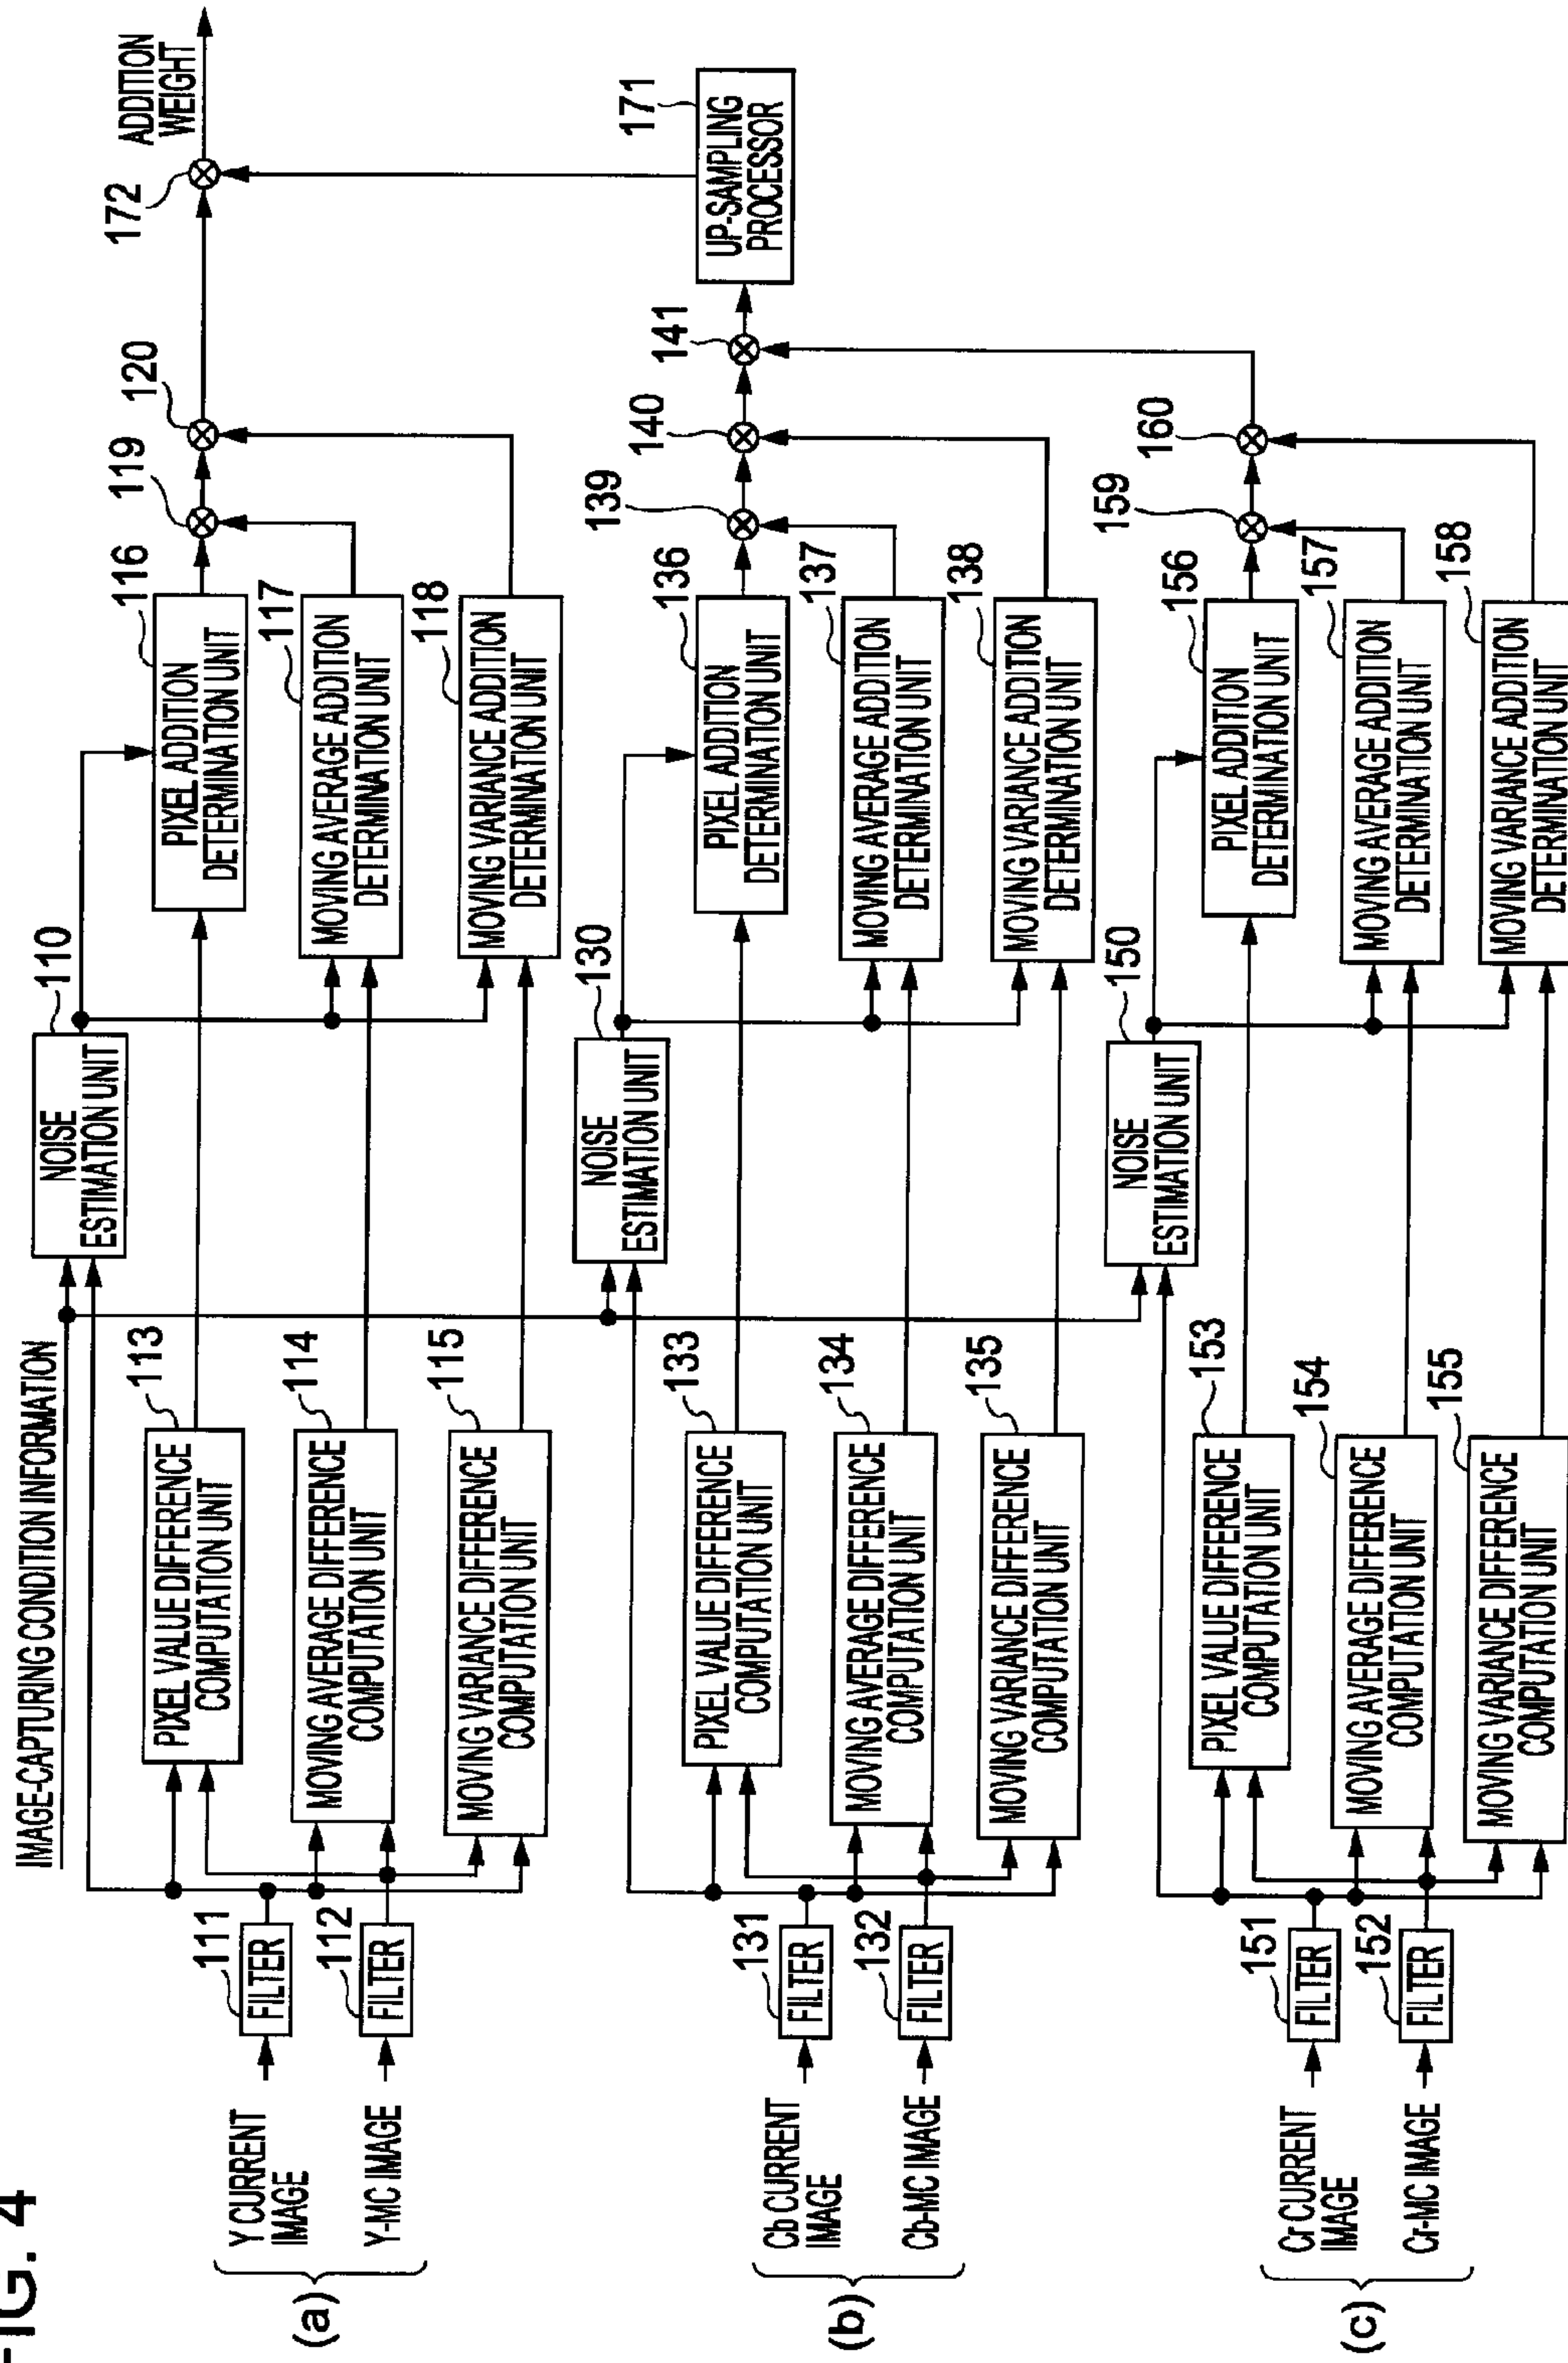 FIG. 4
IMAGE-CAPTURING CONDITION INFORMATION
(a)
Y CURRENT
IMAGE
Y-MC IMAGE
111
FILTER
112
FILTER
113
PIXEL VALUE DIFFERENCE
COMPUTATION UNIT
114
MOVING AVERAGE DIFFERENCE
COMPUTATION UNIT
115
MOVING VARIANCE DIFFERENCE
COMPUTATION UNIT
110
NOISE
ESTIMATION UNIT
116
PIXEL ADDITION
DETERMINATION UNIT
117
MOVING AVERAGE ADDITION
DETERMINATION UNIT
118
MOVING VARIANCE ADDITION
DETERMINATION UNIT
119
120
172
ADDITION
WEIGHT
(b)
Cb CURRENT
IMAGE
Cb-MC IMAGE
131
FILTER
132
FILTER
133
PIXEL VALUE DIFFERENCE
COMPUTATION UNIT
134
MOVING AVERAGE DIFFERENCE
COMPUTATION UNIT
135
MOVING VARIANCE DIFFERENCE
COMPUTATION UNIT
130
NOISE
ESTIMATION UNIT
136
PIXEL ADDITION
DETERMINATION UNIT
137
MOVING AVERAGE ADDITION
DETERMINATION UNIT
138
MOVING VARIANCE ADDITION
DETERMINATION UNIT
139
140
141
171
UP-SAMPLING
PROCESSOR
(c)
Cr CURRENT
IMAGE
Cr-MC IMAGE
151
FILTER
152
FILTER
153
PIXEL VALUE DIFFERENCE
COMPUTATION UNIT
154
MOVING AVERAGE DIFFERENCE
COMPUTATION UNIT
155
MOVING VARIANCE DIFFERENCE
COMPUTATION UNIT
150
NOISE
ESTIMATION UNIT
156
PIXEL ADDITION
DETERMINATION UNIT
157
MOVING AVERAGE ADDITION
DETERMINATION UNIT
158
MOVING VARIANCE ADDITION
DETERMINATION UNIT
159
160